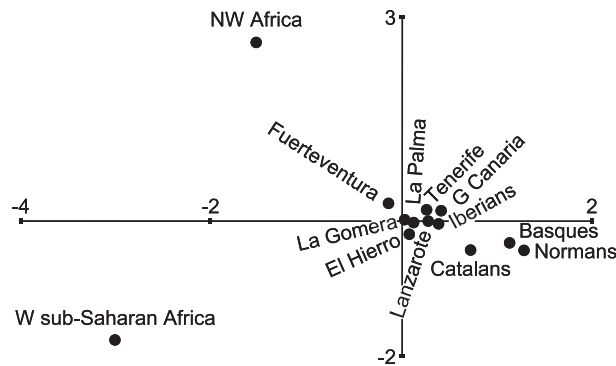 NW Africa
3
Fuerteventura
La Palma
Tenerife
G Canaria
Iberians
-4
-2
2
La Gomera
El Hierro
Lanzarote
Basques
Normans
Catalans
W sub-Saharan Africa
-2